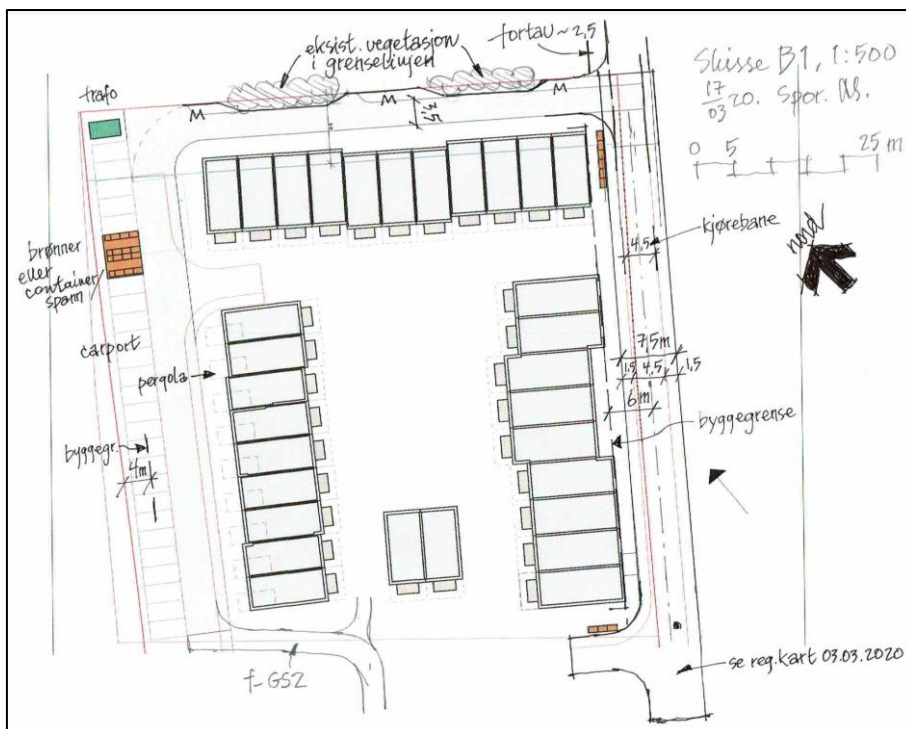 eksist. vegetasjon
i grenselinjen
fortau ~ 2,5
Skisse B1, 1:500
17
03 20. Spor. AS.
0 5 25 m
trafo
3,5
kjørebane
4,5
nord
brønner
eller
container
spann
carport
pergola
7,5m
1,5 4,5 1,5
6 m
byggegrense
byggegr.
4m
se reg.kart 03.03.2020
f-GS2